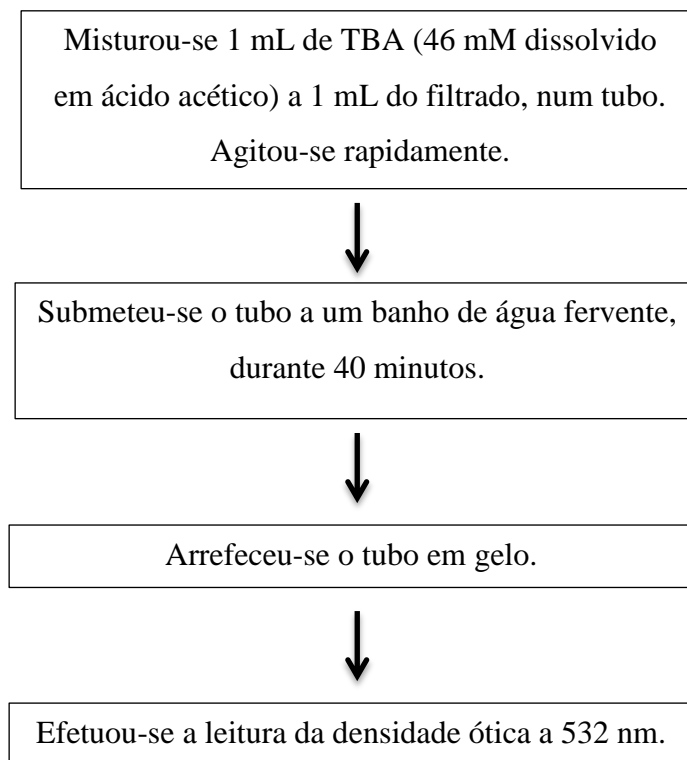 Misturou-se 1 mL de TBA (46 mM dissolvido
em ácido acético) a 1 mL do filtrado, num tubo.
Agitou-se rapidamente.
Submeteu-se o tubo a um banho de água fervente,
durante 40 minutos.
Arrefeceu-se o tubo em gelo.
Efetuou-se a leitura da densidade ótica a 532 nm.